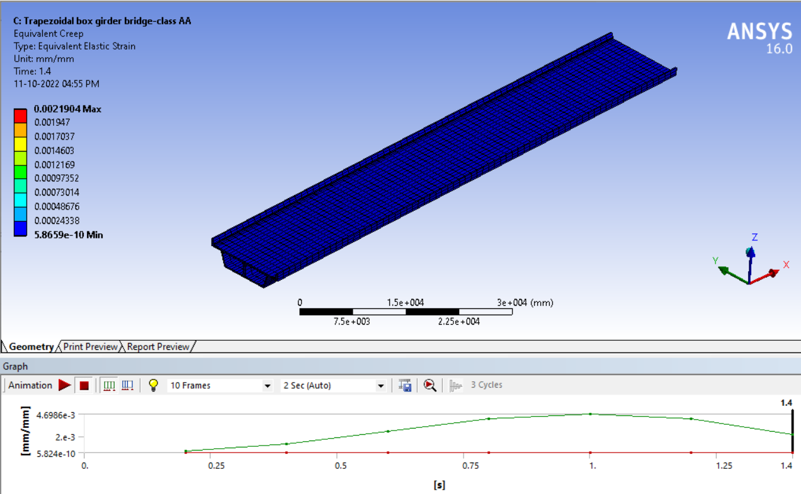 C: Trapezoidal box girder bridge-class AA
Equivalent Creep
Type: Equivalent Elastic Strain
Unit: mm/mm
Time: 1.4
11-10-2022 04:55 PM
ANSYS
16.0
0.0021904 Max
0.001947
0.0017037
0.0014603
0.0012169
0.00097352
0.00073014
0.00048676
0.00024338
5.8659e-10 Min
Z
Y
X
0 1.5e+004 3e+004 (mm)
7.5e+003 2.25e+004
Geometry Print Preview Report Preview
Graph
Animation 10 Frames 2 Sec (Auto) 3 Cycles
1.4
4.6986e-3
2.e-3
5.824e-10
[mm/mm]
0. 0.25 0.5 0.75 1. 1.25 1.4
[s]